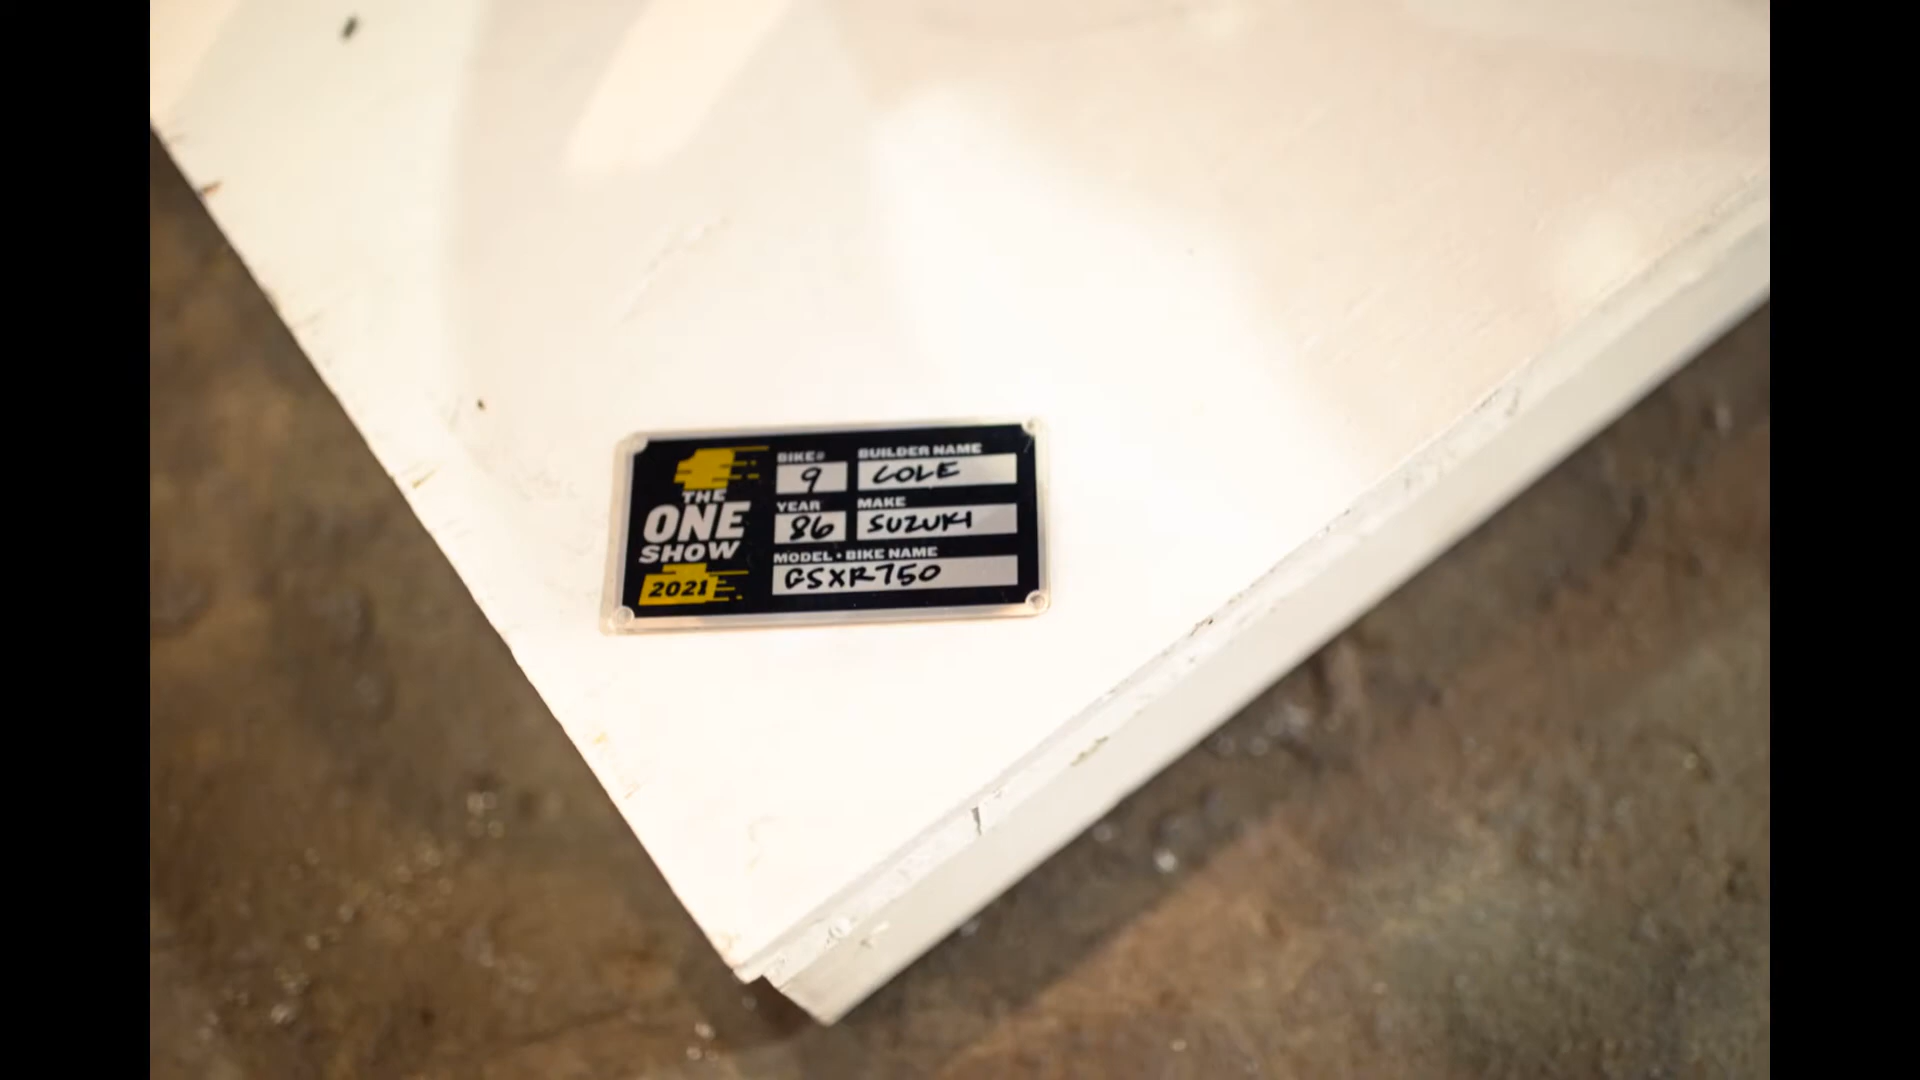 THE
ONE
SHOW
2021
BIKE# BUILDER NAME
9 COLE
YEAR MAKE
86 SUZUKI
MODEL • BIKE NAME
GSXR750